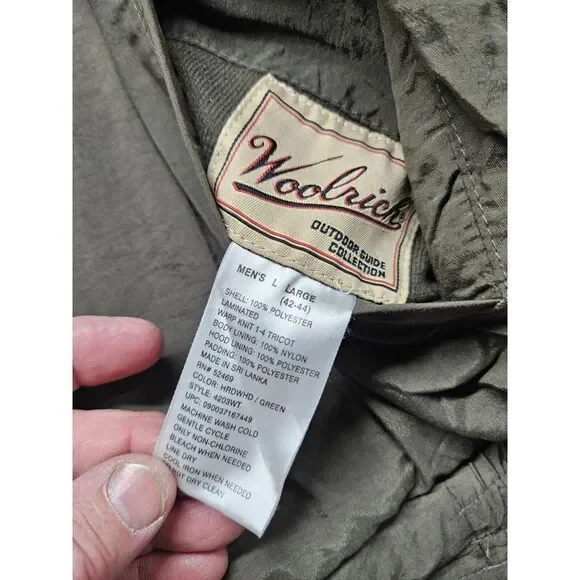 Woolrich
OUTDOOR GUIDE
COLLECTION
MEN'S L LARGE
(42-44)
SHELL: 100% POLYESTER
LAMINATED
WARP KNIT 1-4 TRICOT
BODY LINING: 100% NYLON
HOOD LINING: 100% POLYESTER
PADDING: 100% POLYESTER
MADE IN SRI LANKA
RN# 52469
COLOR: HRDWHD / GREEN
STYLE: 4203WT
UPC: 090037167449
MACHINE WASH COLD
GENTLE CYCLE
ONLY NON-CHLORINE
BLEACH WHEN NEEDED
LINE DRY
COOL IRON WHEN NEEDED
DO NOT DRY CLEAN